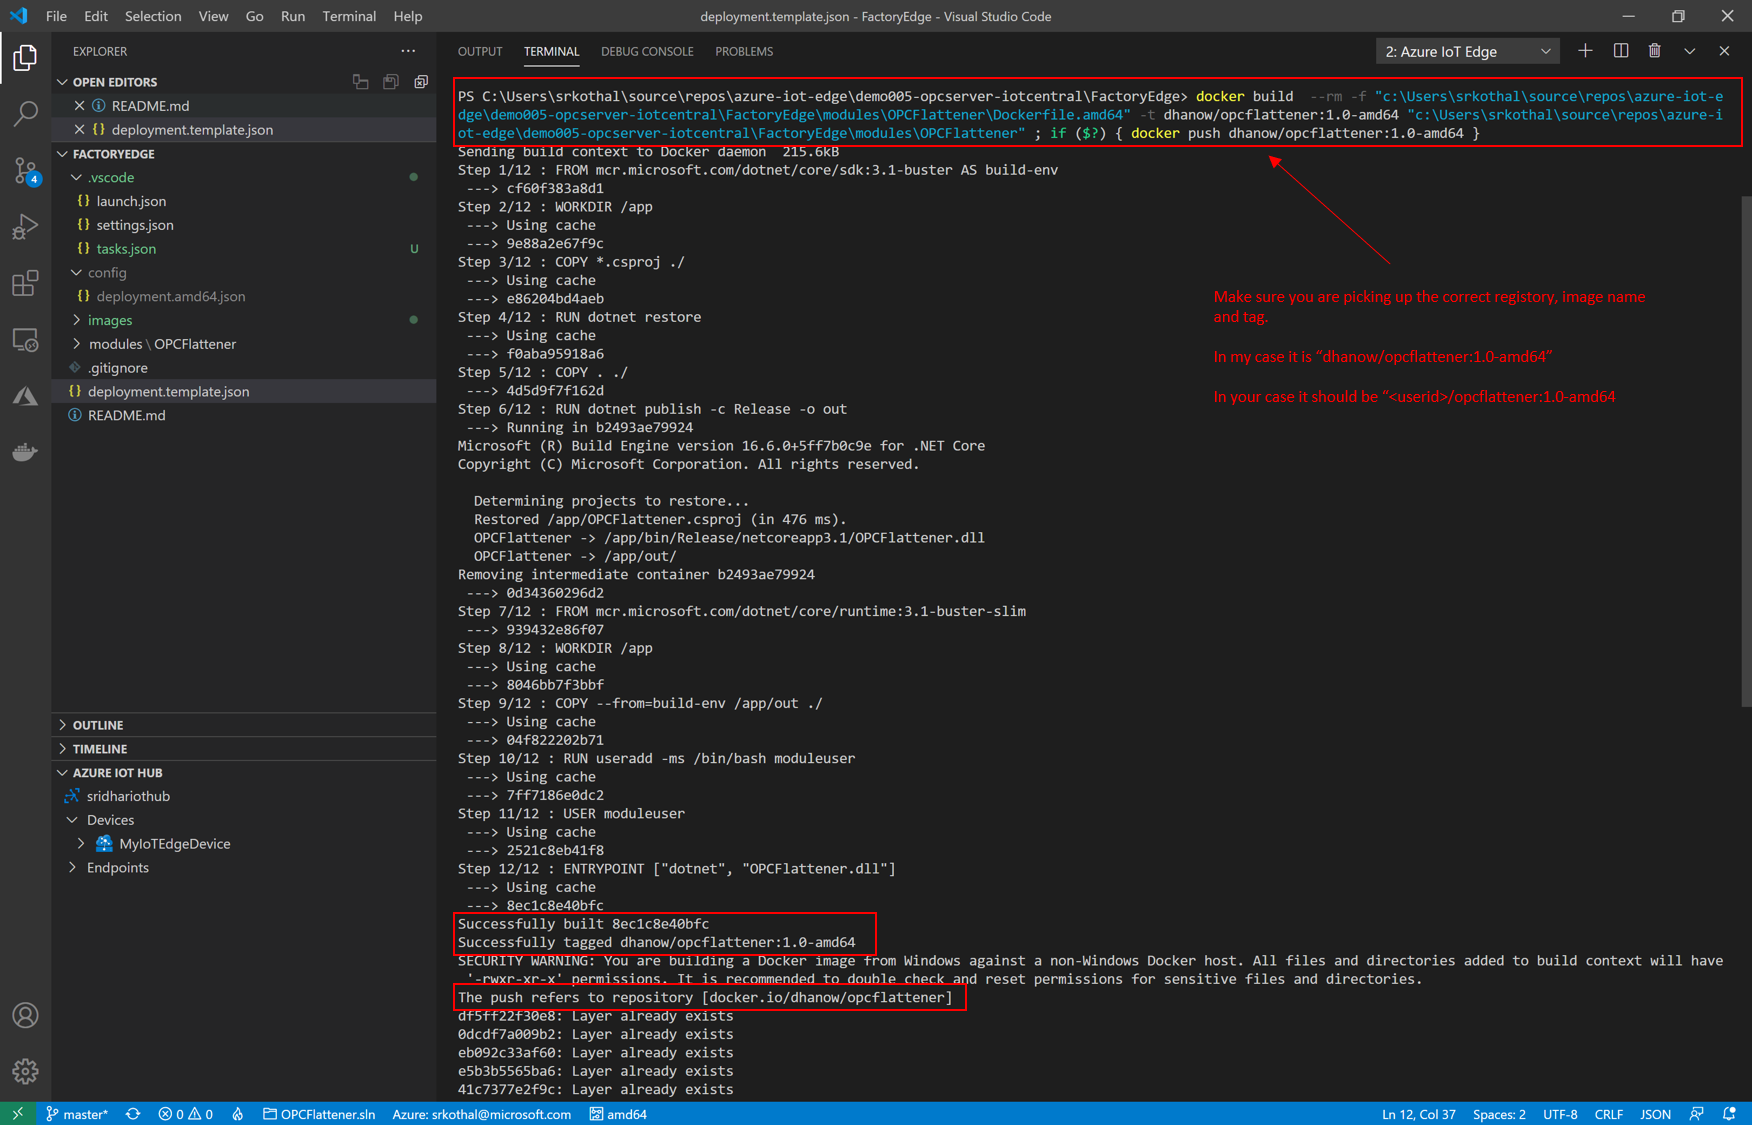 File Edit Selection View Go Run Terminal Help
deployment.template.json - FactoryEdge - Visual Studio Code
EXPLORER
OPEN EDITORS
README.md
{} deployment.template.json
FACTORYEDGE
.vscode
{} launch.json
{} settings.json
{} tasks.json U
config
{} deployment.amd64.json
images
modules \ OPCFlattener
.gitignore
{} deployment.template.json
README.md
4
OUTLINE
TIMELINE
AZURE IOT HUB
sridhariothub
Devices
MyIoTEdgeDevice
Endpoints
OUTPUT TERMINAL DEBUG CONSOLE PROBLEMS
2: Azure IoT Edge
PS C:\Users\srkothal\source\repos\azure-iot-edge\demo005-opcserver-iotcentral\FactoryEdge> docker build --rm -f "c:\Users\srkothal\source\repos\azure-iot-e
dge\demo005-opcserver-iotcentral\FactoryEdge\modules\OPCFlattener\Dockerfile.amd64" -t dhanow/opcflattener:1.0-amd64 "c:\Users\srkothal\source\repos\azure-i
ot-edge\demo005-opcserver-iotcentral\FactoryEdge\modules\OPCFlattener" ; if ($?) { docker push dhanow/opcflattener:1.0-amd64 }
Sending build context to Docker daemon 215.6kB
Step 1/12 : FROM mcr.microsoft.com/dotnet/core/sdk:3.1-buster AS build-env
---> cf60f383a8d1
Step 2/12 : WORKDIR /app
---> Using cache
---> 9e88a2e67f9c
Step 3/12 : COPY *.csproj ./
---> Using cache
---> e86204bd4aeb
Step 4/12 : RUN dotnet restore
---> Using cache
---> f0aba95918a6
Step 5/12 : COPY . ./
---> 4d5d9f7f162d
Step 6/12 : RUN dotnet publish -c Release -o out
---> Running in b2493ae79924
Microsoft (R) Build Engine version 16.6.0+5ff7b0c9e for .NET Core
Copyright (C) Microsoft Corporation. All rights reserved.
Determining projects to restore...
Restored /app/OPCFlattener.csproj (in 476 ms).
OPCFlattener -> /app/bin/Release/netcoreapp3.1/OPCFlattener.dll
OPCFlattener -> /app/out/
Removing intermediate container b2493ae79924
---> 0d34360296d2
Step 7/12 : FROM mcr.microsoft.com/dotnet/core/runtime:3.1-buster-slim
---> 939432e86f07
Step 8/12 : WORKDIR /app
---> Using cache
---> 8046bb7f3bbf
Step 9/12 : COPY --from=build-env /app/out ./
---> Using cache
---> 04f822202b71
Step 10/12 : RUN useradd -ms /bin/bash moduleuser
---> Using cache
---> 7ff7186e0dc2
Step 11/12 : USER moduleuser
---> Using cache
---> 2521c8eb41f8
Step 12/12 : ENTRYPOINT ["dotnet", "OPCFlattener.dll"]
---> Using cache
---> 8ec1c8e40bfc
Successfully built 8ec1c8e40bfc
Successfully tagged dhanow/opcflattener:1.0-amd64
SECURITY WARNING: You are building a Docker image from Windows against a non-Windows Docker host. All files and directories added to build context will have
'-rwxr-xr-x' permissions. It is recommended to double check and reset permissions for sensitive files and directories.
The push refers to repository [docker.io/dhanow/opcflattener]
df5ff22f30e8: Layer already exists
0dcdf7a009b2: Layer already exists
eb092c33af60: Layer already exists
e5b3b5565ba6: Layer already exists
41c7377e2f9c: Layer already exists
Make sure you are picking up the correct registory, image name
and tag.
In my case it is “dhanow/opcflattener:1.0-amd64”
In your case it should be “<userid>/opcflattener:1.0-amd64
master* 0 0 OPCFlattener.sln Azure: srkothal@microsoft.com amd64
Ln 12, Col 37 Spaces: 2 UTF-8 CRLF JSON